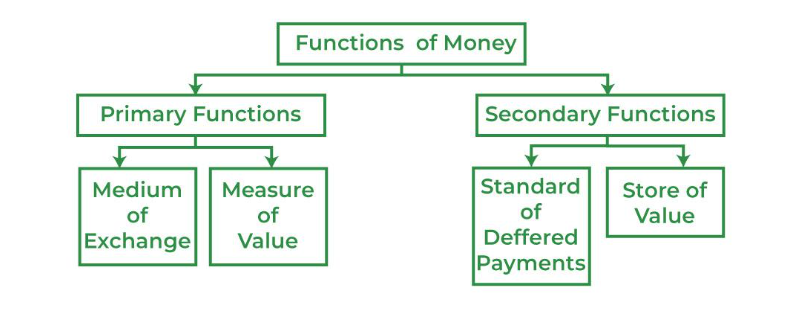 Functions of Money
Primary Functions
Secondary Functions
Medium
of
Exchange
Measure
of
Value
Standard
of
Deffered
Payments
Store of
Value